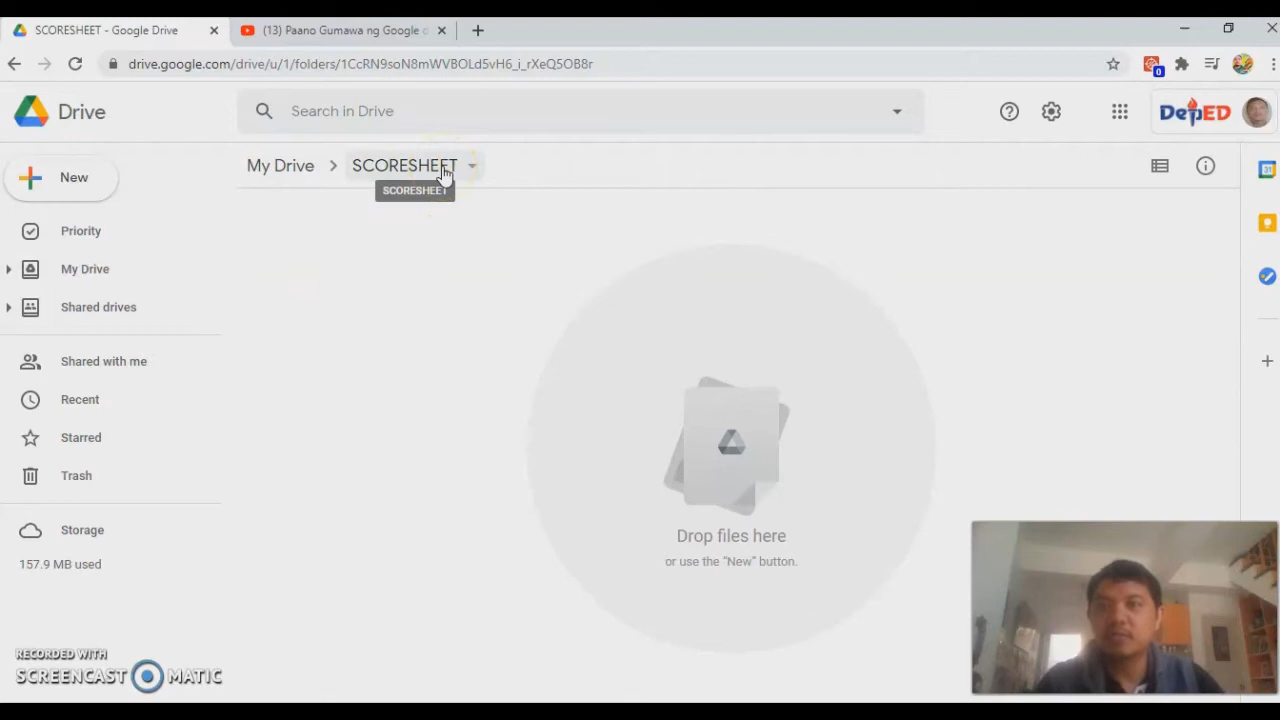 SCORESHEET - Google Drive
(13) Paano Gumawa ng Google
drive.google.com/drive/u/1/folders/1CcRN9soN8mWVBOLd5vH6_i_rXeQ5OB8r
0
Drive
Search in Drive
DepED
My Drive
SCORESHEET
SCORESHEET
New
Priority
My Drive
Shared drives
Shared with me
Recent
Starred
Trash
Storage
157.9 MB used
31
Drop files here
or use the “New” button.
RECORDED WITH
SCREENCAST MATIC